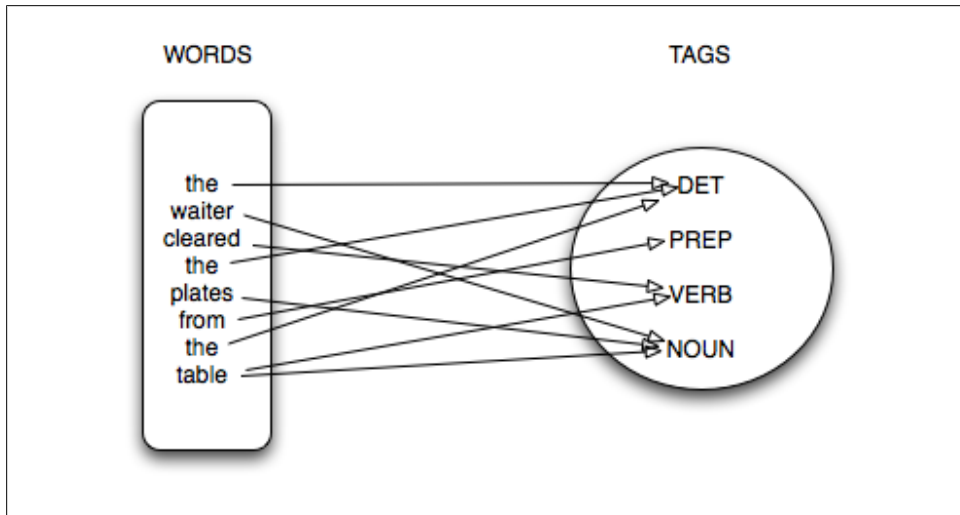 WORDS
TAGS
the
waiter
cleared
the
plates
from
the
table
DET
PREP
VERB
NOUN